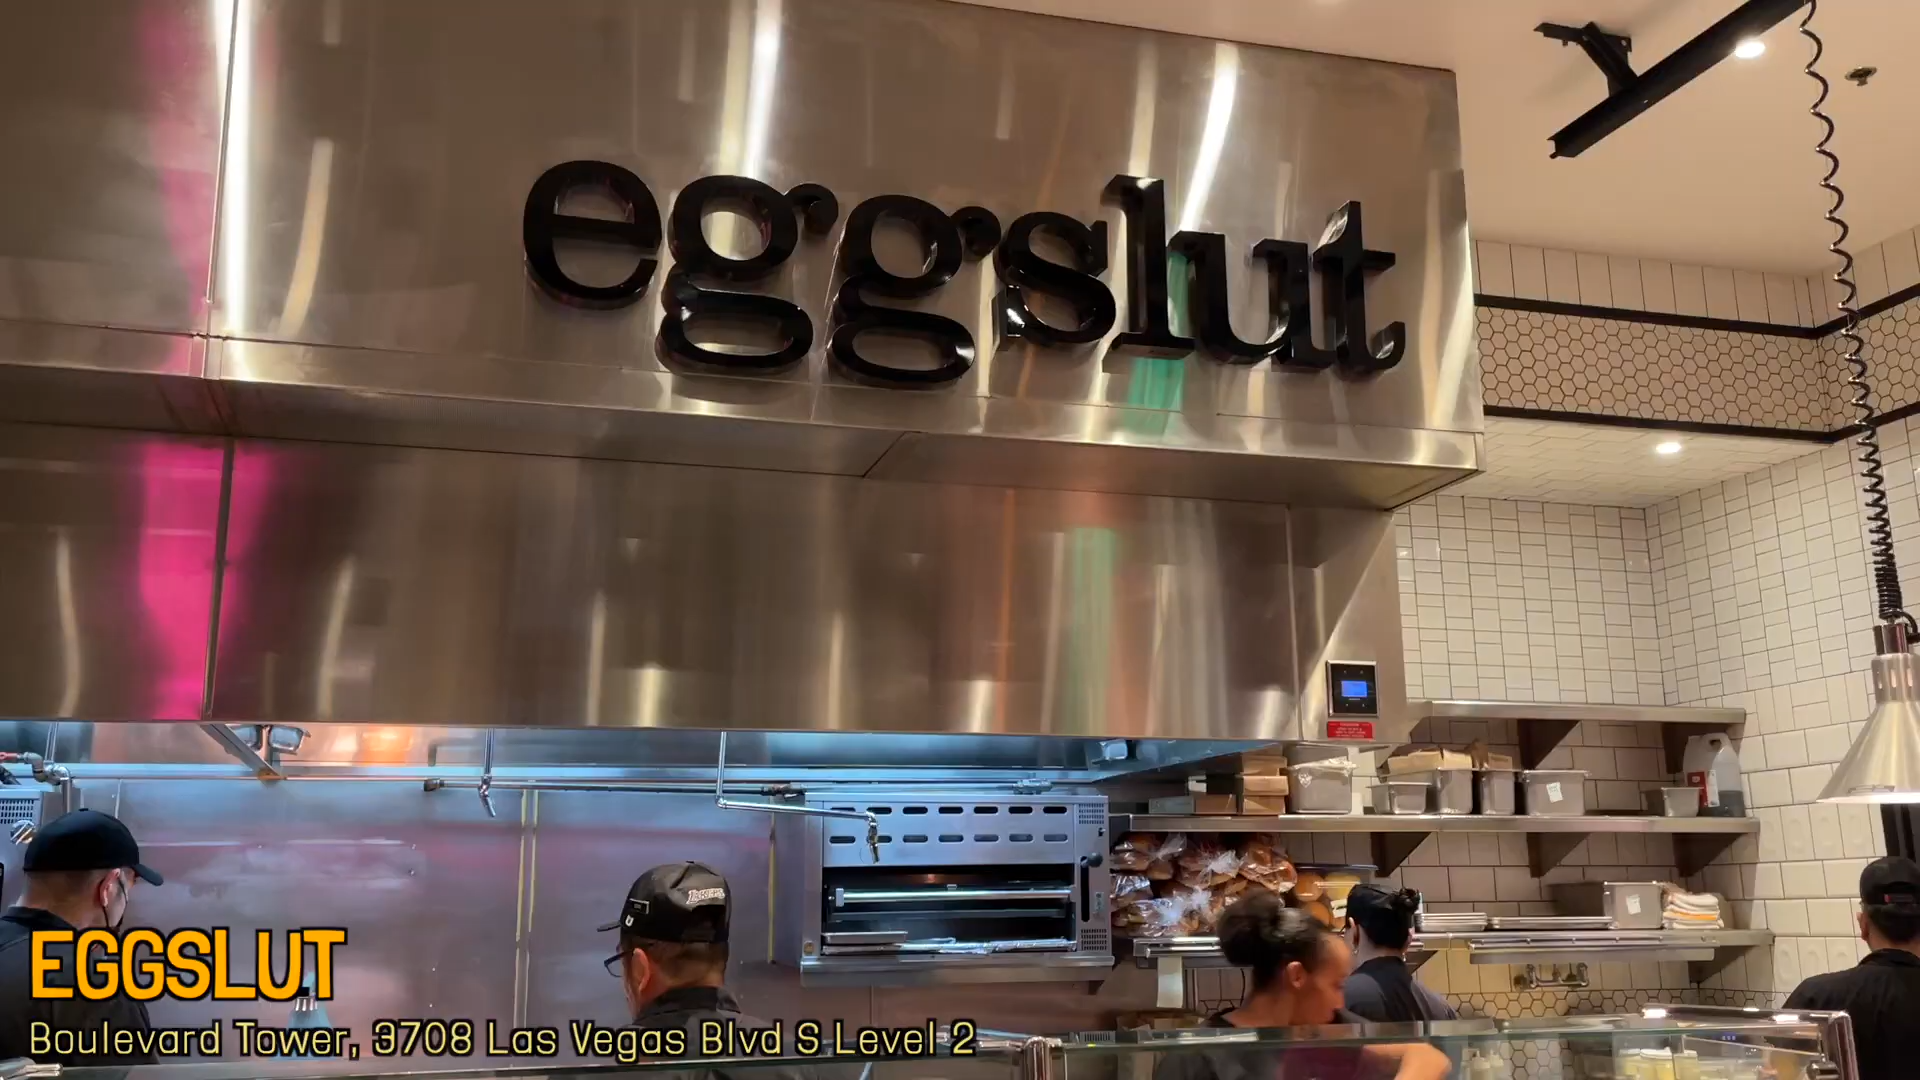 eggslut
EGGSLUT
Boulevard Tower, 3708 Las Vegas Blvd S Level 2